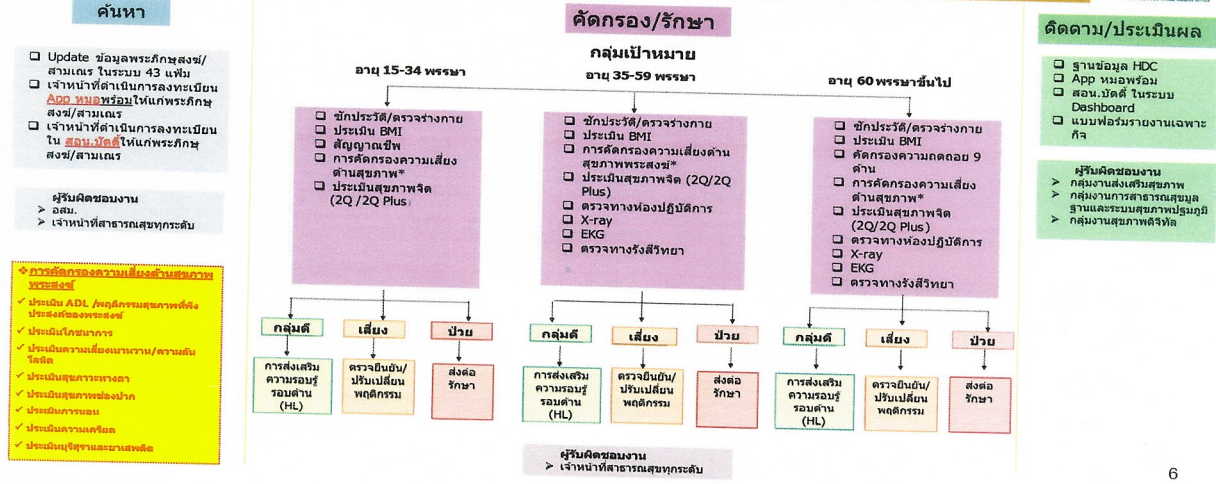 ค้นหา
❑ Update ข้อมูลพระภิกษุสงฆ์/
สามเณร ในระบบ 43 แฟ้ม
❑ เจ้าหน้าที่ดำเนินการลงทะเบียน
App หมอพร้อมให้แก่พระภิกษุ
สงฆ์/สามเณร
❑ เจ้าหน้าที่ดำเนินการลงทะเบียน
ใน สอน.บัดดี้ให้แก่พระภิกษุ
สงฆ์/สามเณร
ผู้รับผิดชอบงาน
➢ อสม.
➢ เจ้าหน้าที่สาธารณสุขทุกระดับ
❖การคัดกรองความเสี่ยงด้านสุขภาพ
พระสงฆ์
✓ ประเมิน ADL /พฤติกรรมสุขภาพที่พึง
ประสงค์ของพระสงฆ์
✓ ประเมินโภชนาการ
✓ ประเมินความเสี่ยงเบาหวาน/ความดัน
โลหิต
✓ ประเมินสุขภาวะทางตา
✓ ประเมินสุขภาพช่องปาก
✓ ประเมินการนอน
✓ ประเมินความเครียด
✓ ประเมินบุรีสุราและยาเสพติด
คัดกรอง/รักษา
กลุ่มเป้าหมาย
อายุ 15-34 พรรษา
❑ ซักประวัติ/ตรวจร่างกาย
❑ ประเมิน BMI
❑ สัญญาณชีพ
❑ การคัดกรองความเสี่ยง
ด้านสุขภาพ*
❑ ประเมินสุขภาพจิต
(2Q /2Q Plus)
กลุ่มดี
เสี่ยง
ป่วย
การส่งเสริม
ความรอบรู้
รอบด้าน
(HL)
ตรวจยืนยัน/
ปรับเปลี่ยน
พฤติกรรม
ส่งต่อ
รักษา
อายุ 35-59 พรรษา
❑ ซักประวัติ/ตรวจร่างกาย
❑ ประเมิน BMI
❑ การคัดกรองความเสี่ยงด้าน
สุขภาพพระสงฆ์*
❑ ประเมินสุขภาพจิต (2Q/2Q
Plus)
❑ ตรวจทางห้องปฏิบัติการ
❑ X-ray
❑ EKG
❑ ตรวจทางรังสีวิทยา
กลุ่มดี
เสี่ยง
ป่วย
การส่งเสริม
ความรอบรู้
รอบด้าน
(HL)
ตรวจยืนยัน/
ปรับเปลี่ยน
พฤติกรรม
ส่งต่อ
รักษา
อายุ 60 พรรษาขึ้นไป
❑ ซักประวัติ/ตรวจร่างกาย
❑ ประเมิน BMI
❑ คัดกรองความถดถอย 9
ด้าน
❑ การคัดกรองความเสี่ยง
ด้านสุขภาพ*
❑ ประเมินสุขภาพจิต
(2Q/2Q Plus)
❑ ตรวจทางห้องปฏิบัติการ
❑ X-ray
❑ EKG
❑ ตรวจทางรังสีวิทยา
กลุ่มดี
เสี่ยง
ป่วย
การส่งเสริม
ความรอบรู้
รอบด้าน
(HL)
ตรวจยืนยัน/
ปรับเปลี่ยน
พฤติกรรม
ส่งต่อ
รักษา
ผู้รับผิดชอบงาน
➢ เจ้าหน้าที่สาธารณสุขทุกระดับ
ติดตาม/ประเมินผล
❑ ฐานข้อมูล HDC
❑ App หมอพร้อม
❑ สอน.บัดดี้ ในระบบ
Dashboard
❑ แบบฟอร์มรายงานเฉพาะ
กิจ
ผู้รับผิดชอบงาน
➢ กลุ่มงานส่งเสริมสุขภาพ
➢ กลุ่มงานการสาธารณสุขมูล
ฐานและระบบสุขภาพปฐมภูมิ
➢ กลุ่มงานสุขภาพดิจิทัล
6